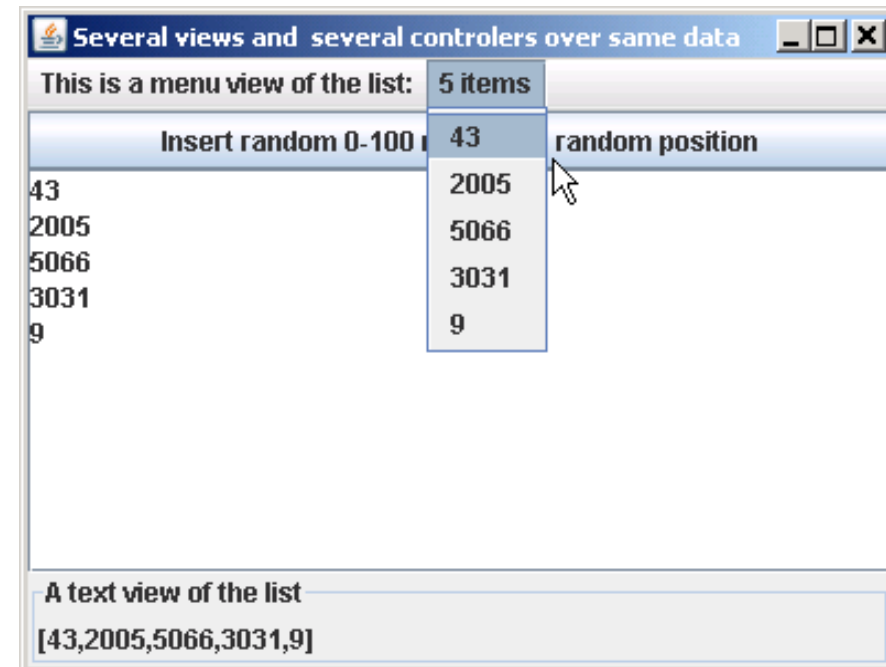 Several views and several controlers over same data
This is a menu view of the list: 5 items
Insert random 0-100 random position
43
2005
5066
3031
9
43
2005
5066
3031
9
A text view of the list
[43,2005,5066,3031,9]